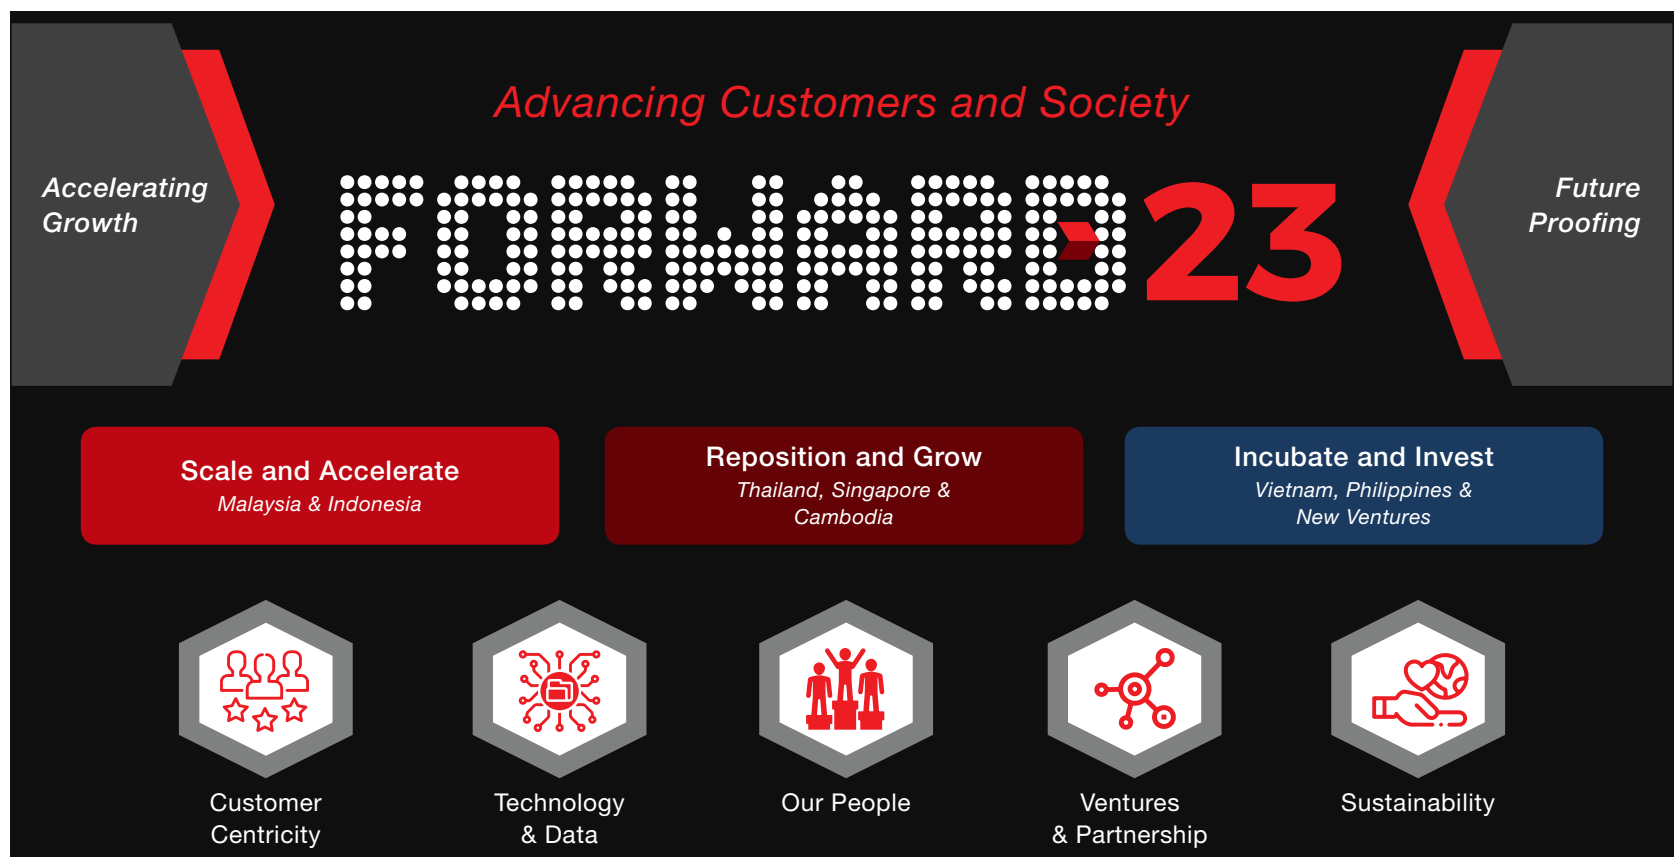 Advancing Customers and Society
Accelerating
Growth
FORWARD23
Future
Proofing
Scale and Accelerate
Malaysia & Indonesia
Reposition and Grow
Thailand, Singapore &
Cambodia
Incubate and Invest
Vietnam, Philippines &
New Ventures
Customer
Centricity
Technology
& Data
Our People
Ventures
& Partnership
Sustainability